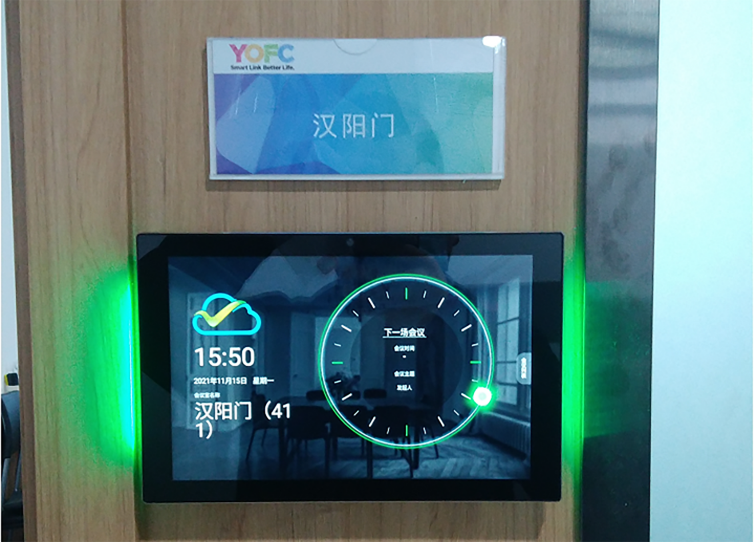 YOFC
Smart Link Better Life.
汉阳门
15:50
2021年11月15日 星期一
会议室名称
汉阳门（41
1）
下一场会议
会议时间
-
会议主题
发起人